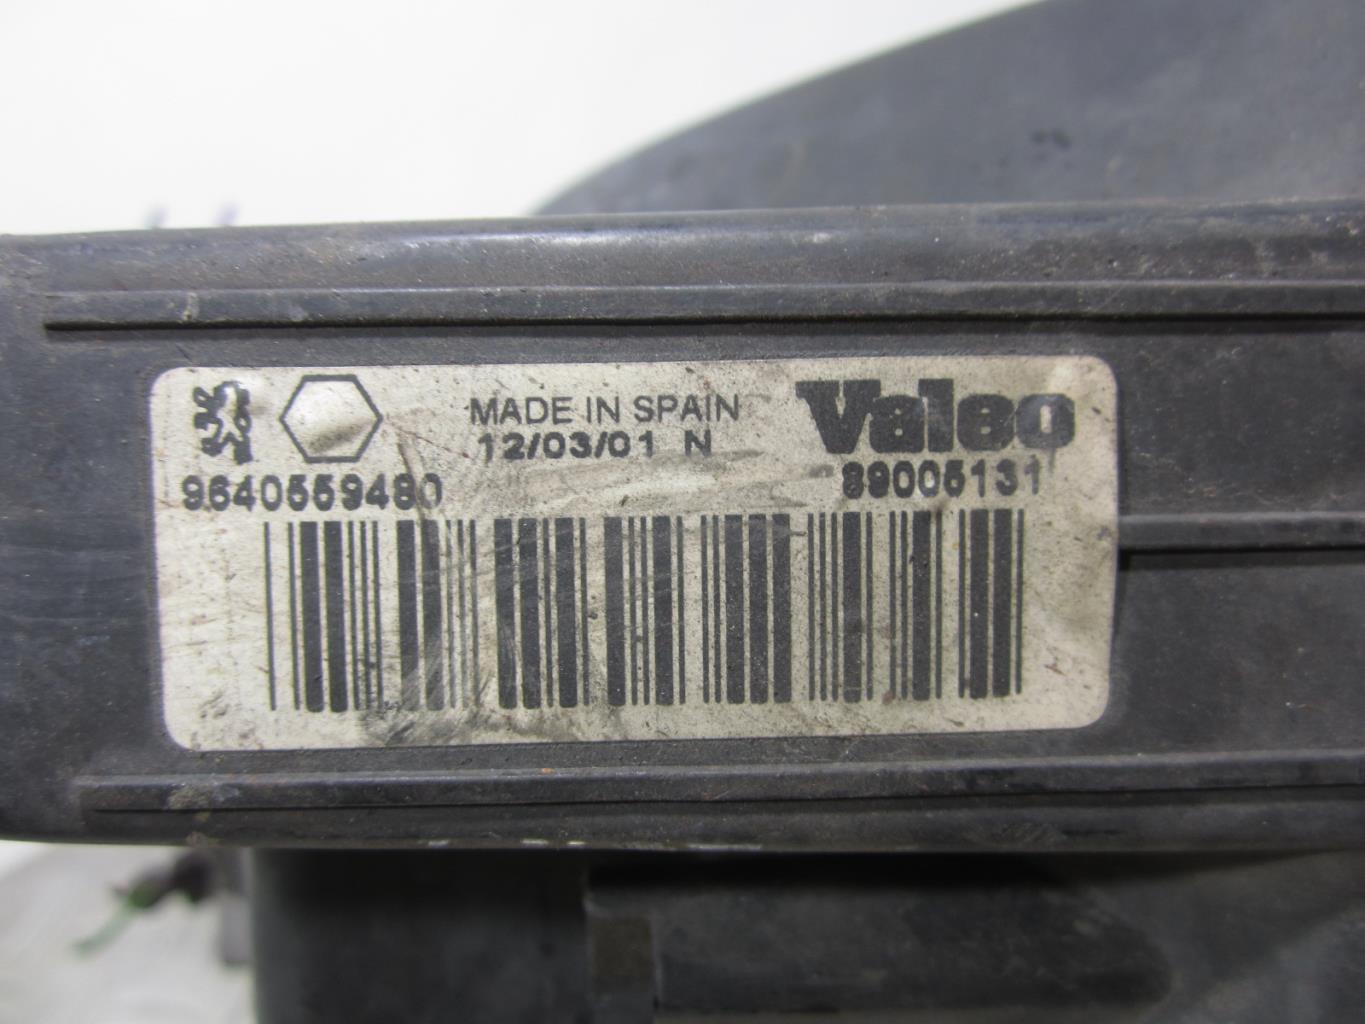 MADE IN SPAIN
Valeo
12/03/01 N
9640559480
89005131